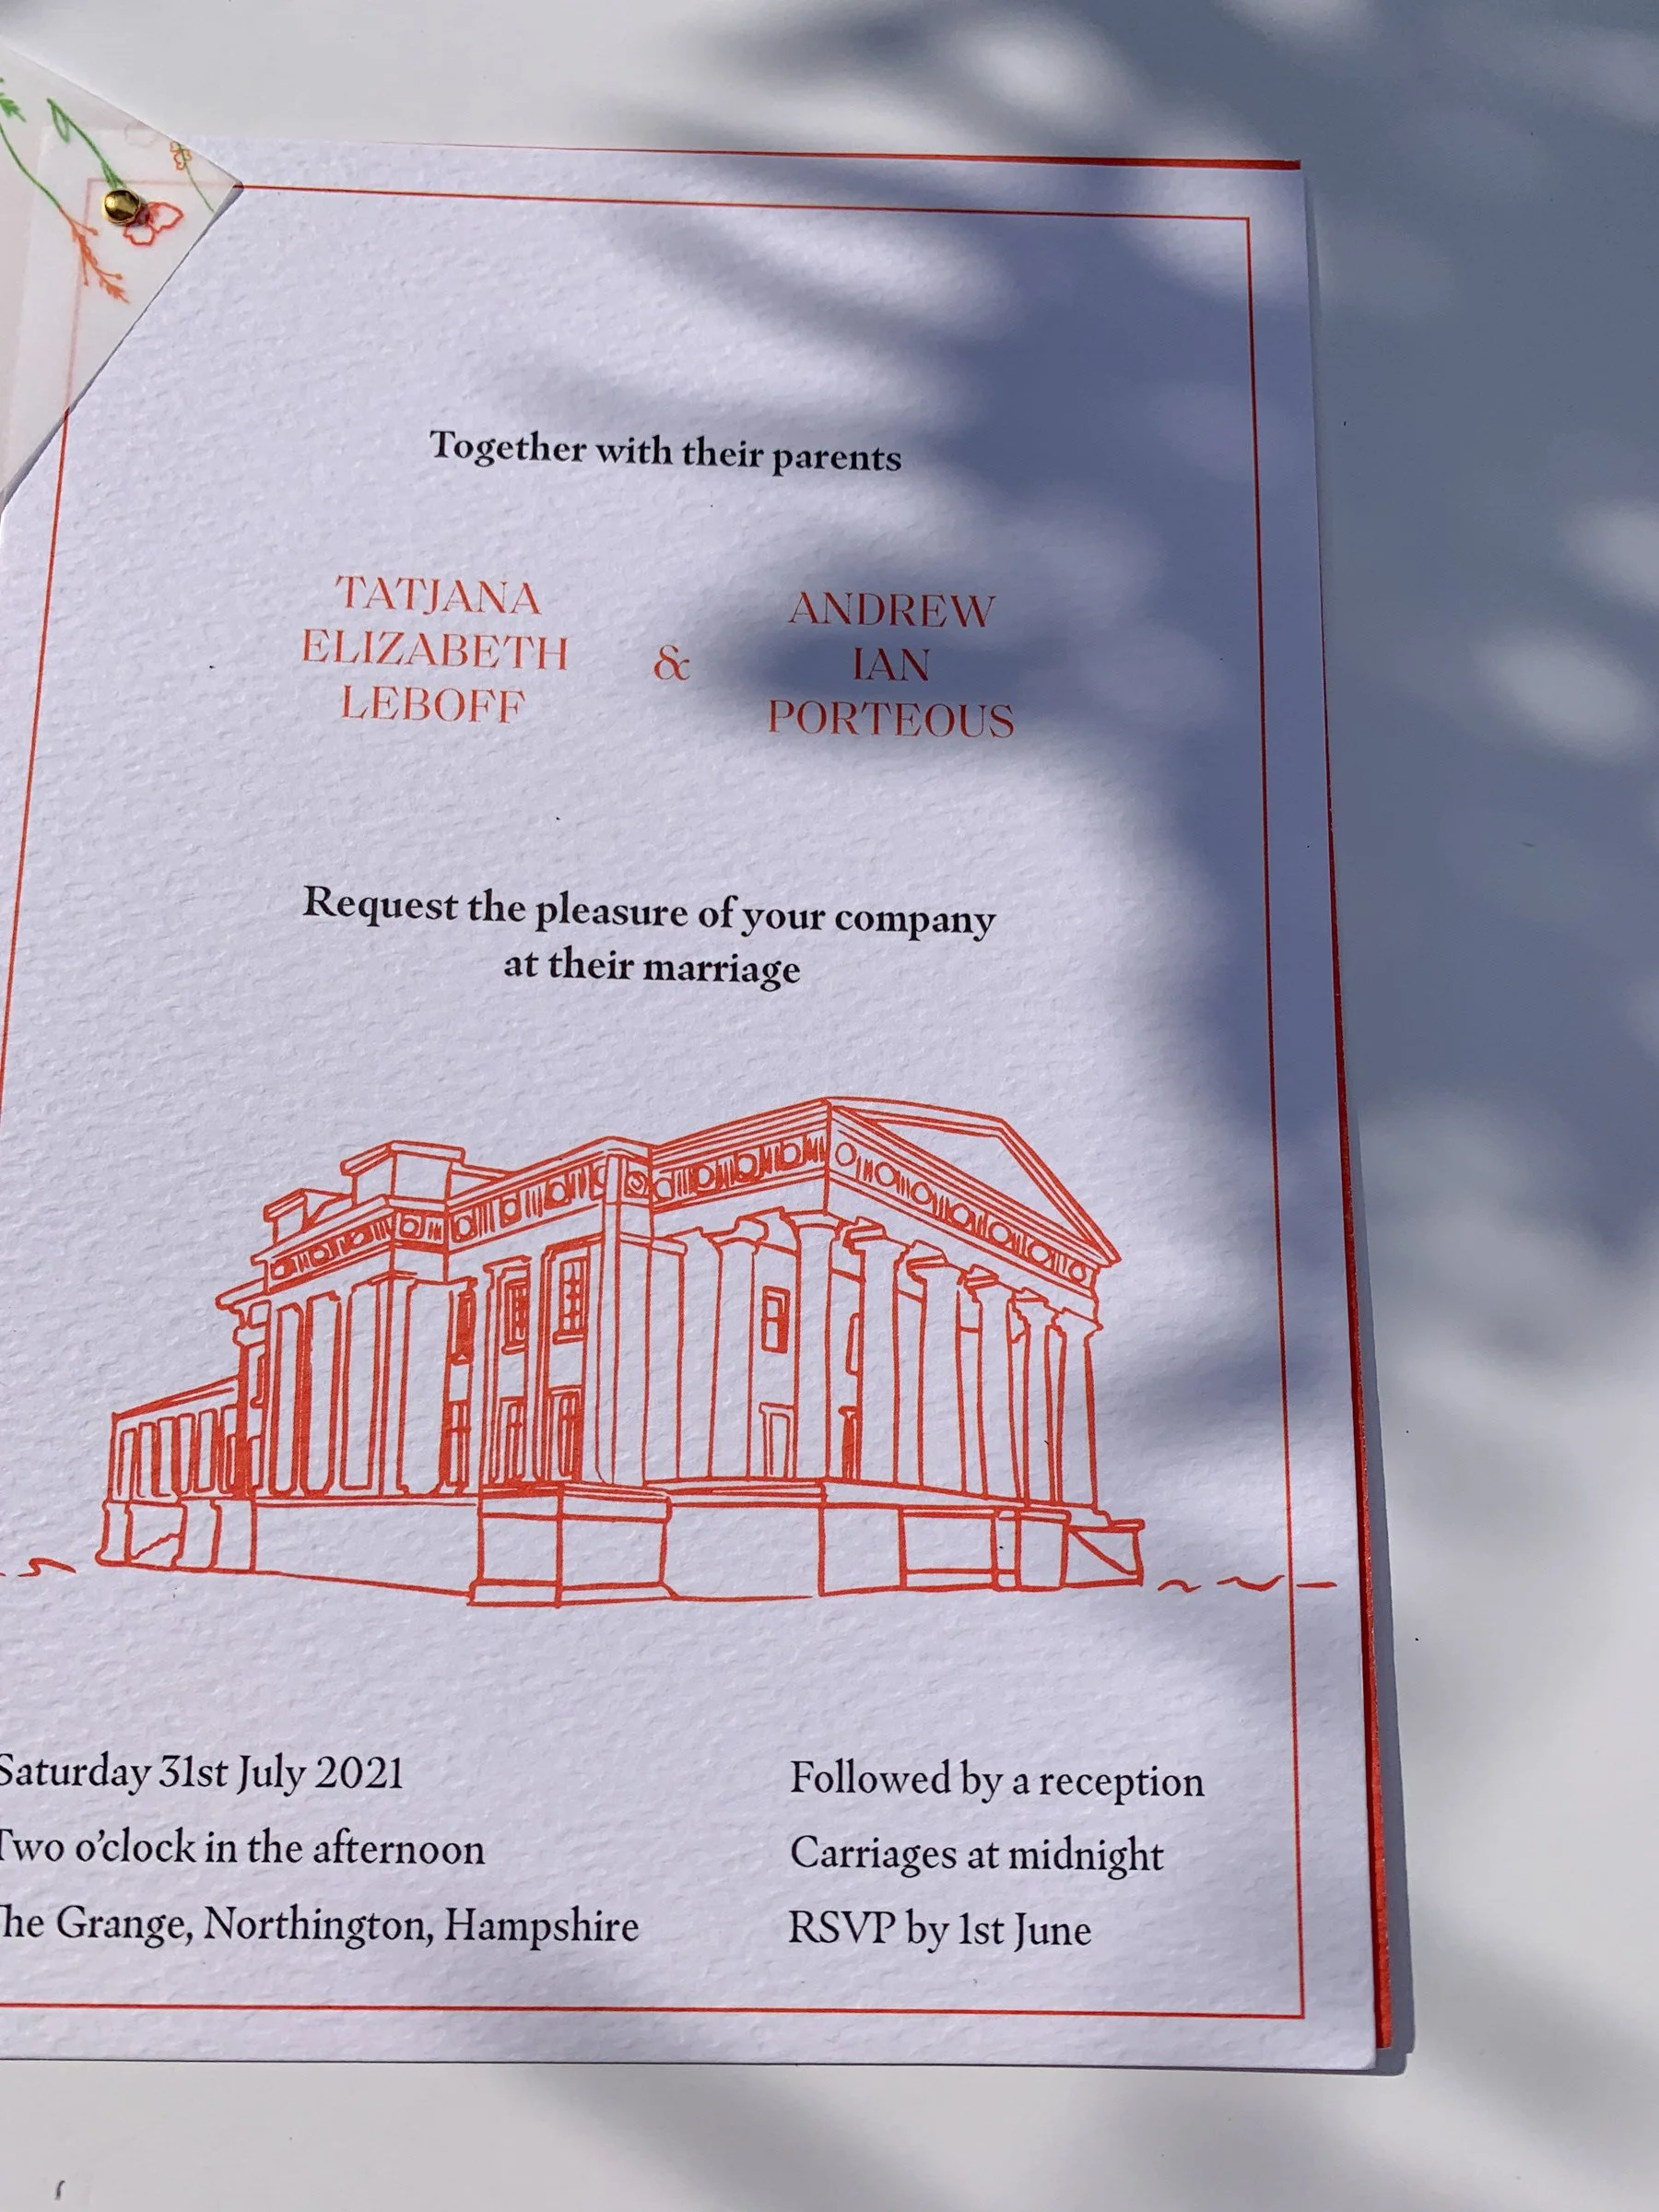 Together with their parents
TATJANA
ELIZABETH
LEBOFF
&
ANDREW
IAN
PORTEOUS
Request the pleasure of your company
at their marriage
Saturday 31st July 2021
Two o'clock in the afternoon
The Grange, Northington, Hampshire
Followed by a reception
Carriages at midnight
RSVP by 1st June